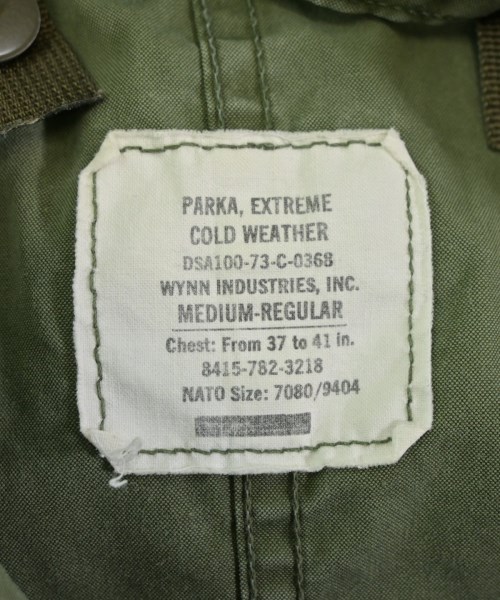 PARKA, EXTREME
COLD WEATHER
DSA100-73-C-0368
WYNN INDUSTRIES, INC.
MEDIUM-REGULAR
Chest: From 37 to 41 in.
8415-782-3218
NATO Size: 7080/9404